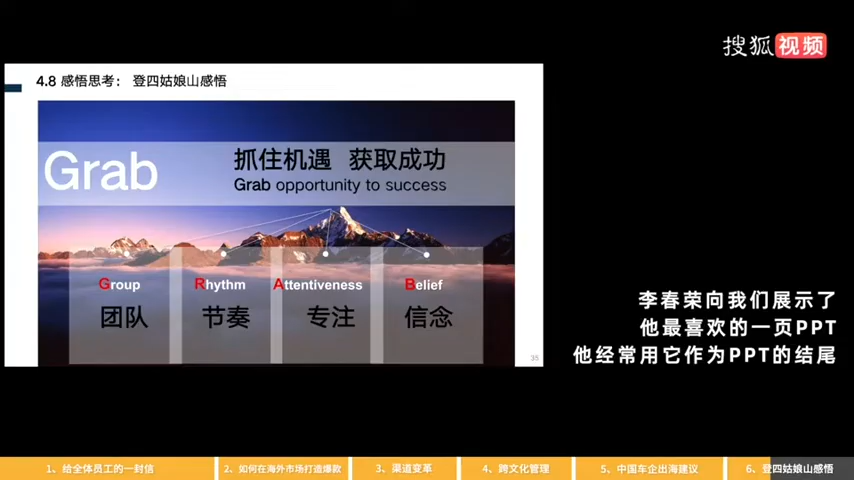 搜狐视频
4.8 感悟思考： 登四姑娘山感悟
Grab
抓住机遇 获取成功
Grab opportunity to success
Group
Rhythm
Attentiveness
Belief
团队
节奏
专注
信念
35
李春荣向我们展示了
他最喜欢的一页PPT
他经常用它作为PPT的结尾
1、给全体员工的一封信
2、如何在海外市场打造爆款
3、渠道变革
4、跨文化管理
5、中国车企出海建议
6、登四姑娘山感悟